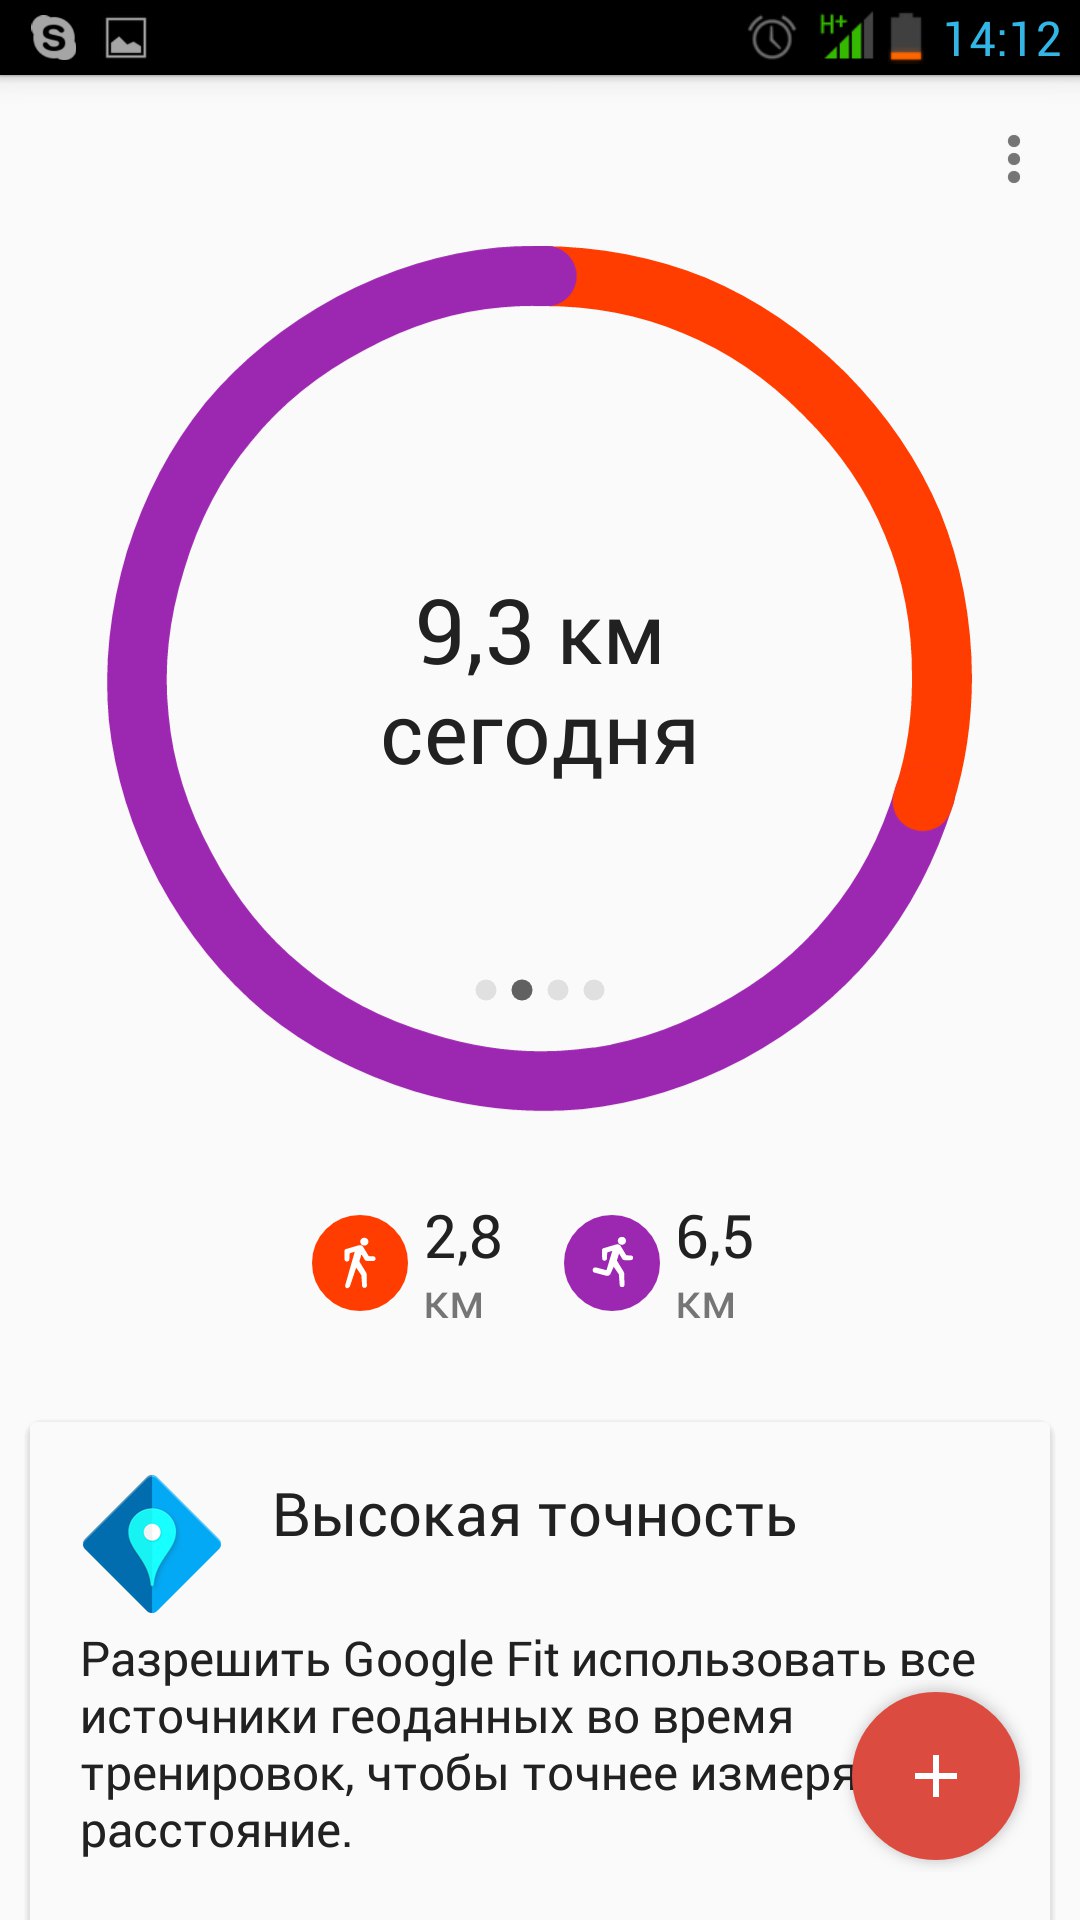 S
H+
14:12
9,3 км
сегодня
2,8
км
6,5
км
Высокая точность
Разрешить Google Fit использовать все
источники геоданных во время
тренировок, чтобы точнее измеря
расстояние.